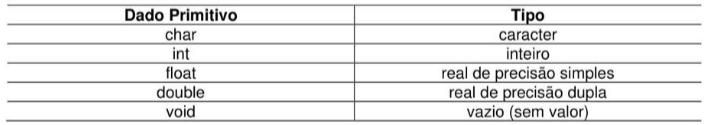 Dado Primitivo Tipo
char caracter
int inteiro
float real de precisão simples
double real de precisão dupla
void vazio (sem valor)